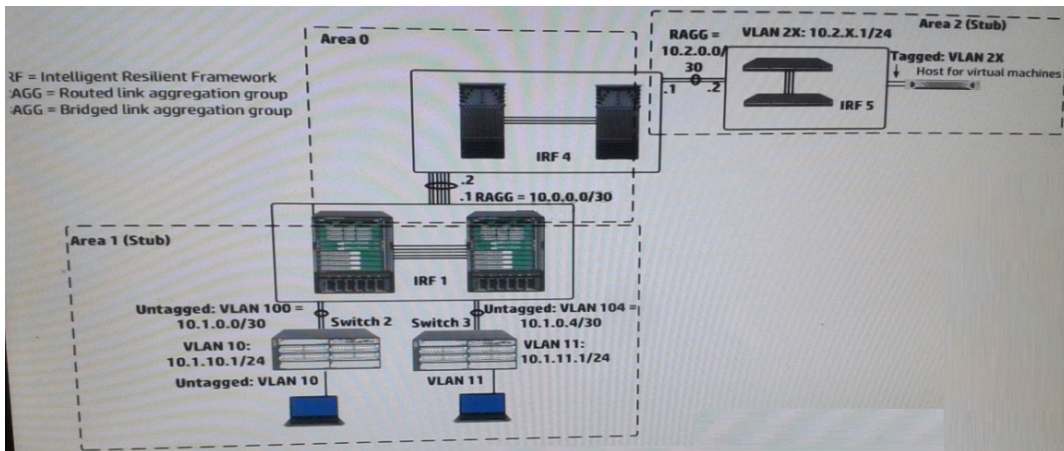 Area 0
RF = Intelligent Resilient Framework
AGG = Routed link aggregation group
AGG = Bridged link aggregation group
RAGG =
10.2.0.0/
30
.1
.2
VLAN 2X: 10.2.X.1/24
Area 2 (Stub)
Tagged: VLAN 2X
Host for virtual machines
IRF 5
IRF 4
.2
.1 RAGG = 10.0.0.0/30
Area 1 (Stub)
IRF 1
Untagged: VLAN 100 =
10.1.0.0/30
Switch 2
Switch 3
Untagged: VLAN 104 =
10.1.0.4/30
VLAN 10:
10.1.10.1/24
VLAN 11:
10.1.11.1/24
Untagged: VLAN 10
VLAN 11